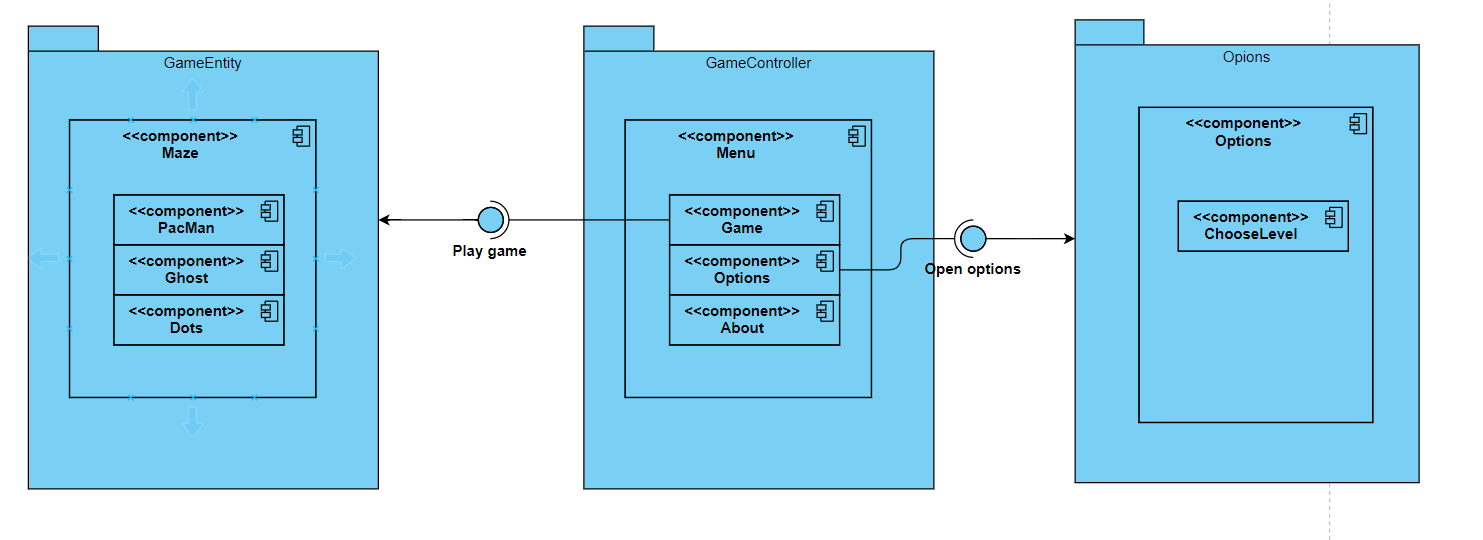 GameEntity
<<component>>
Maze
<<component>>
PacMan
<<component>>
Ghost
<<component>>
Dots
Play game
GameController
<<component>>
Menu
<<component>>
Game
<<component>>
Options
<<component>>
About
Open options
Opions
<<component>>
Options
<<component>>
ChooseLevel